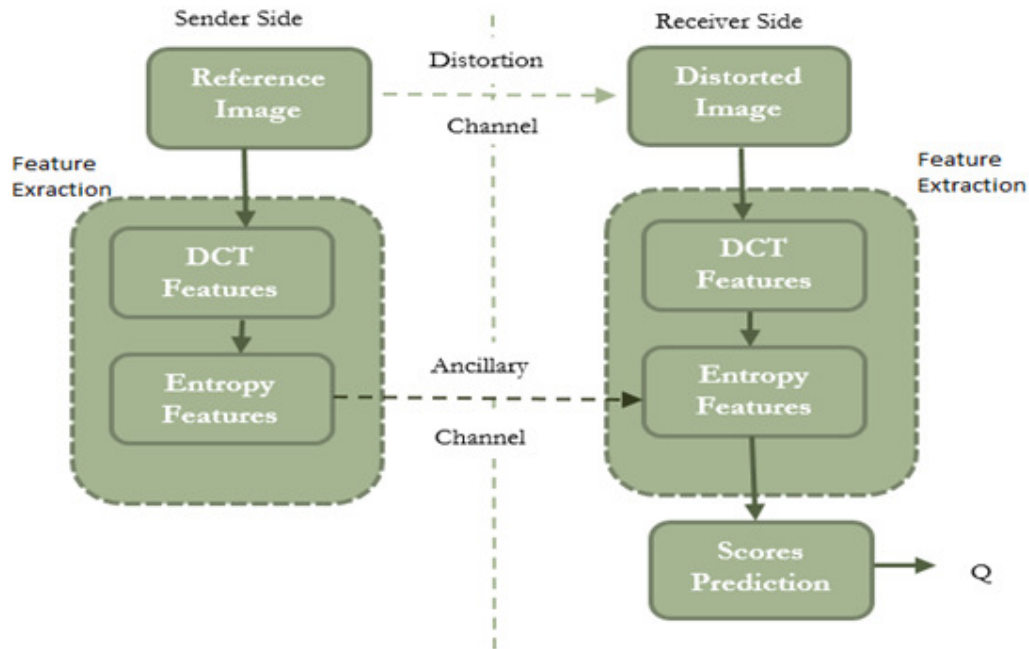 Sender Side
Receiver Side
Reference
Image
Distortion
Channel
Distorted
Image
Feature
Exraction
Feature
Extraction
DCT
Features
DCT
Features
Entropy
Features
Ancillary
Channel
Entropy
Features
Scores
Prediction
Q